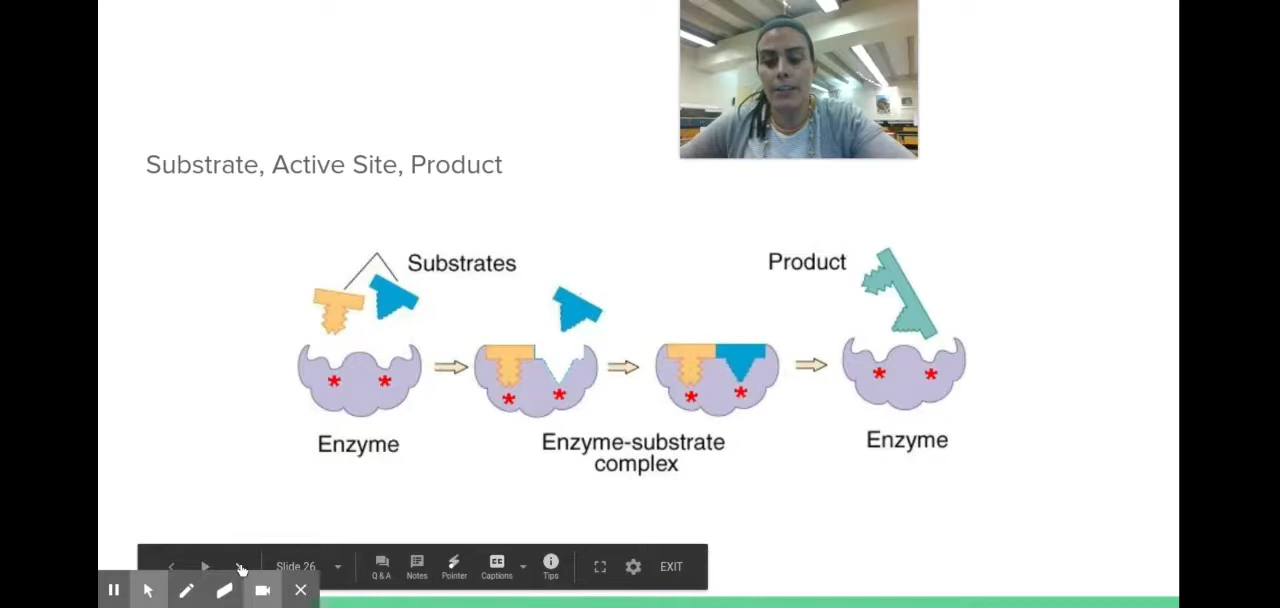 Substrate, Active Site, Product
Substrates
Product
* *
* *
* *
* *
Enzyme
Enzyme-substrate
complex
Enzyme
Slide 26
Q & A
Notes
Pointer
Captions
Tips
EXIT